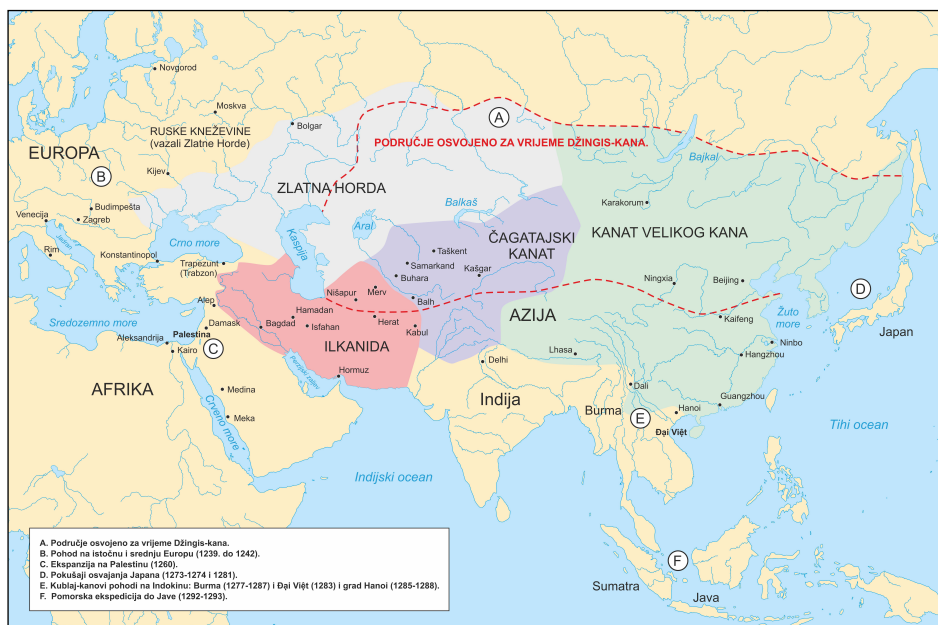 Novgorod
Moskva
RUSKE KNEŽEVINE
(vazali Zlatne Horde)
Bolgar
A
PODRUČJE OSVOJENO ZA VRIJEME DŽINGIS-KANA.
EUROPA
B
Kijev
Bajkal
ZLATNA HORDA
Budimpešta
Venecija
Zagreb
Balkaš
Karakorum
Jadran
Rim
Crno more
Kaspija
Aral
KANAT VELIKOG KANA
ČAGATAJSKI
KANAT
Konstantinopol
Trapezunt
(Trabzon)
Taškent
Samarkand
Kašgar
Buhara
Ningxia
Beijing
D
Merv
Nišapur
Balh
Alep
Hamadan
AZIJA
Kaifeng
Žuto
more
Japan
Sredozemno more
Damask
Palestina
Bagdad
Isfahan
Herat
Kabul
Aleksandrija
Kairo
C
ILKANIDA
Ninbo
Hangzhou
Lhasa
Delhi
Perzijski zaljev
Hormuz
AFRIKA
Medina
Meka
Crveno more
Indija
Dali
Burma
E
Hanoi
Guangzhou
Đại Việt
Tihi ocean
Indijski ocean
F
Sumatra
Java
A. Područje osvojeno za vrijeme Džingis-kana.
B. Pohod na istočnu i srednju Europu (1239. do 1242).
C. Ekspanzija na Palestinu (1260).
D. Pokušaji osvajanja Japana (1273-1274 i 1281).
E. Kublaj-kanovi pohodi na Indokinu: Burma (1277-1287) i Đại Việt (1283) i grad Hanoi (1285-1288).
F. Pomorska ekspedicija do Jave (1292-1293).